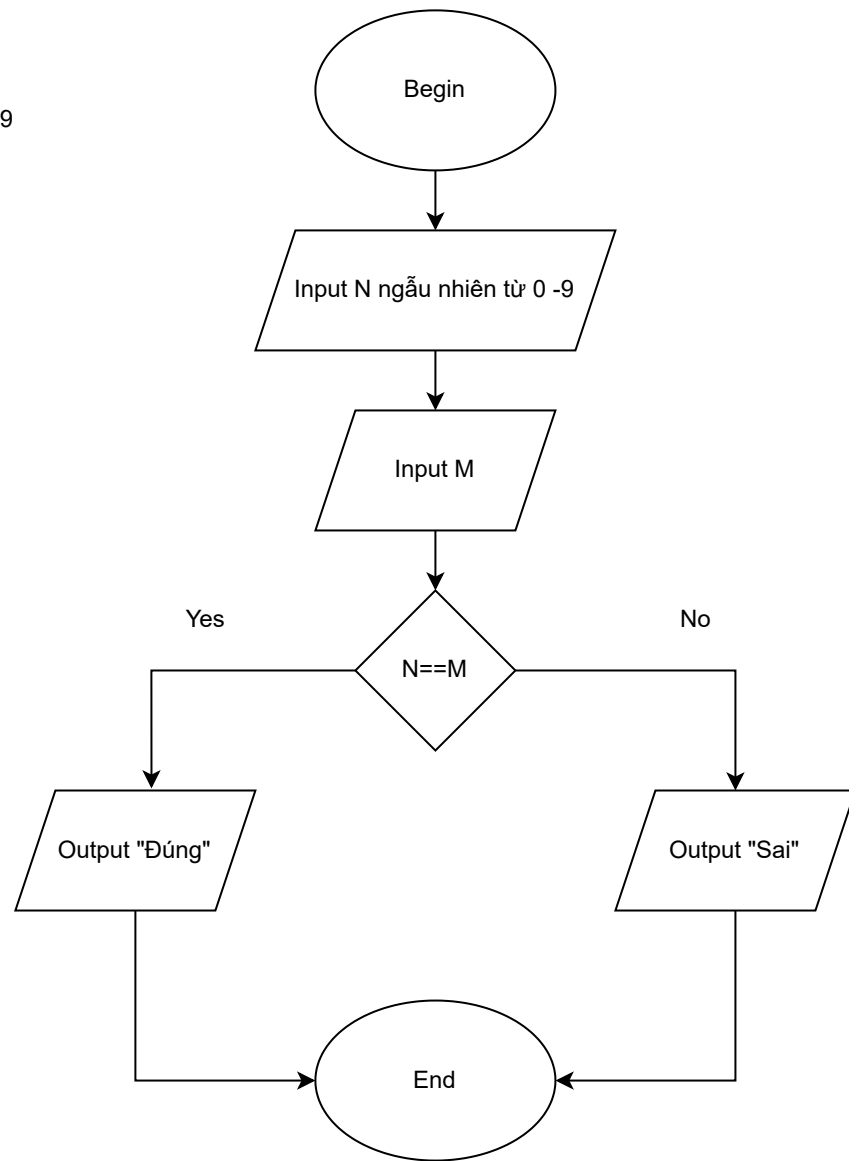 Begin
9
Input N ngẫu nhiên từ 0 -9
Input M
Yes
No
N==M
Output "Đúng"
Output "Sai"
End